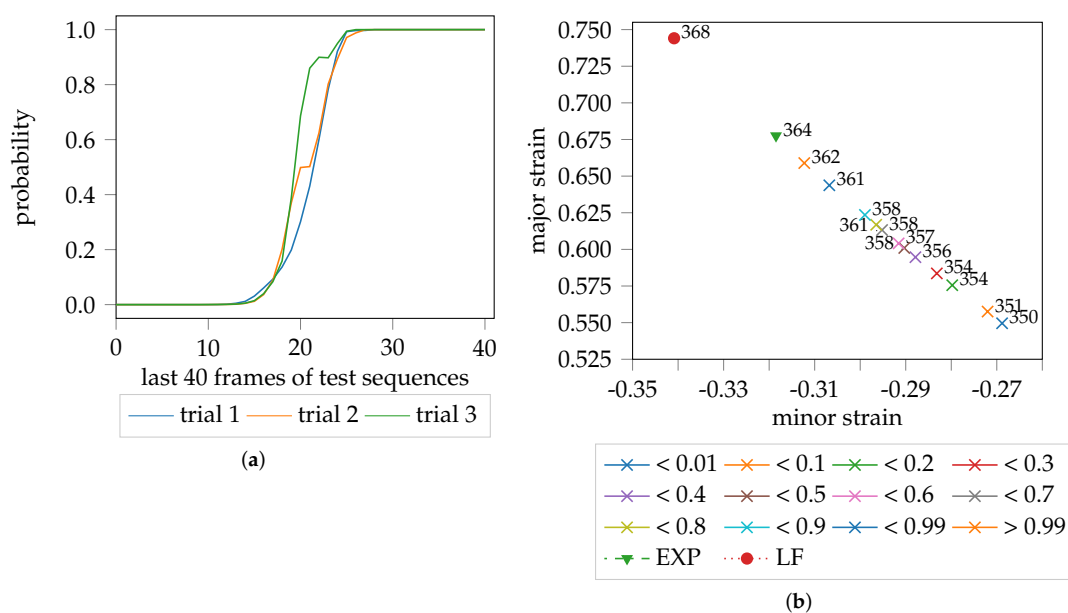 1.0
0.8
0.6
0.4
0.2
0.0
probability
0 10 20 30 40
last 40 frames of test sequences
trial 1 trial 2 trial 3
(a)
0.750
0.725
0.700
0.675
0.650
0.625
0.600
0.575
0.550
0.525
major strain
368
364
362
361
358
361
358
358
357
356
354
354
351
350
-0.35 -0.33 -0.31 -0.29 -0.27
minor strain
< 0.01 < 0.1 < 0.2 < 0.3
< 0.4 < 0.5 < 0.6 < 0.7
< 0.8 < 0.9 < 0.99 > 0.99
EXP LF
(b)